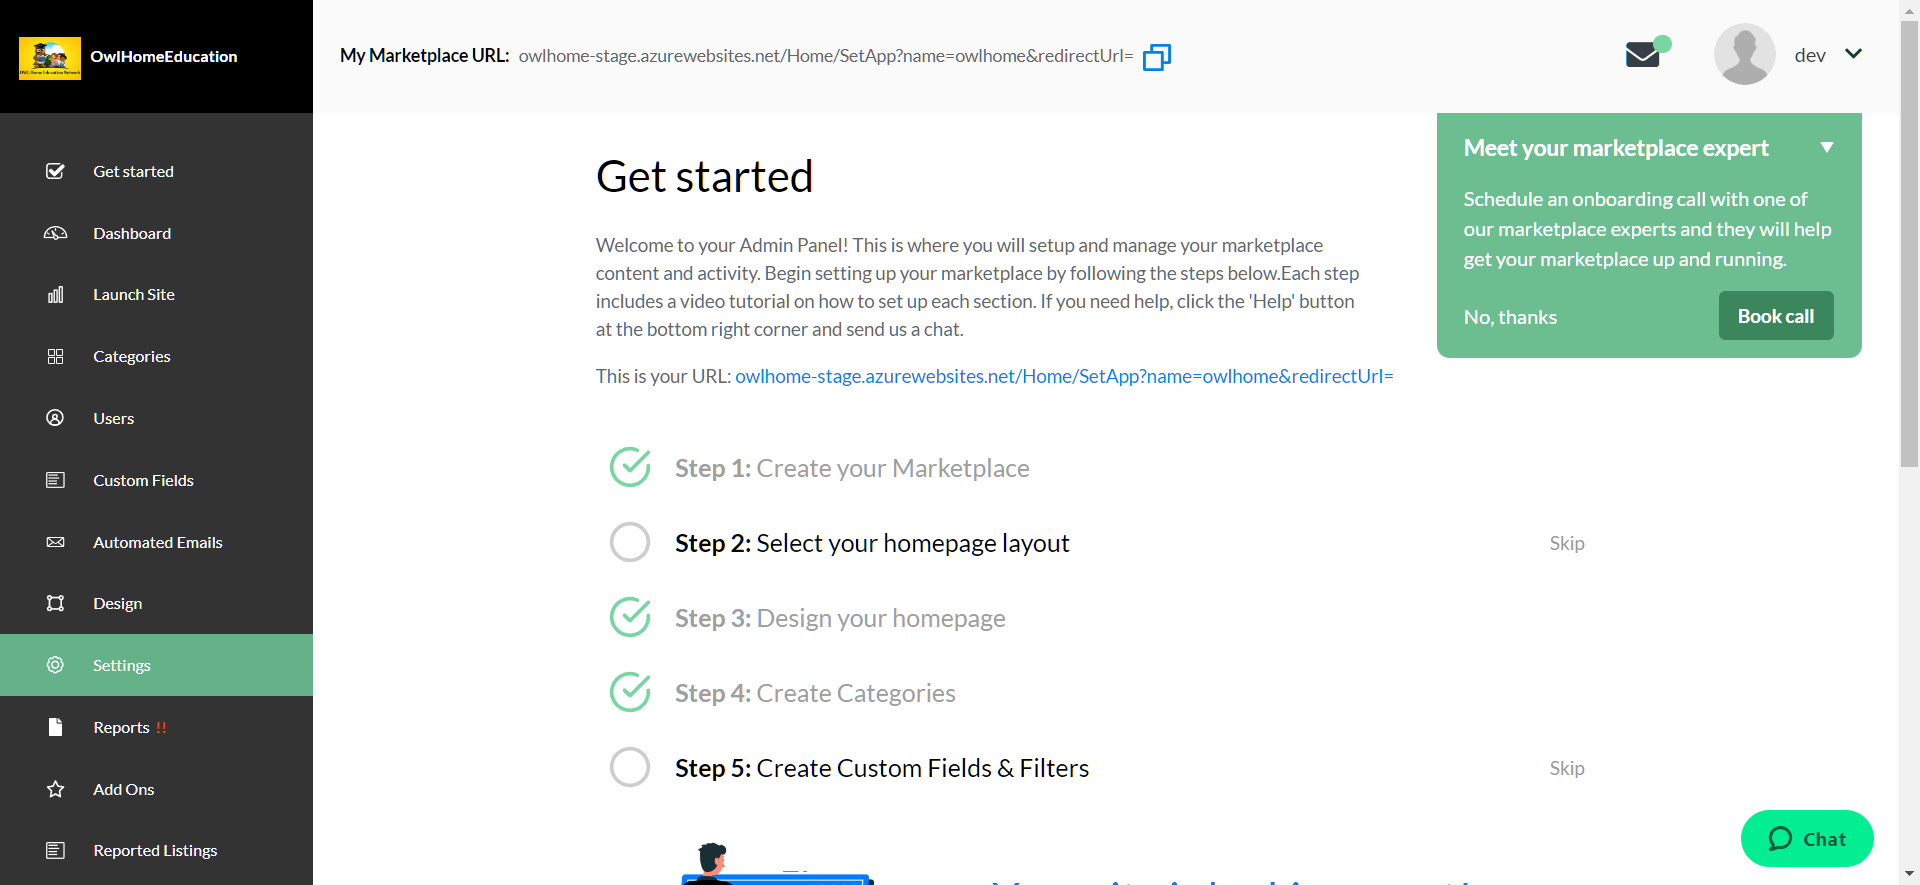 OwlHomeEducation
My Marketplace URL: owlhome-stage.azurewebsites.net/Home/SetApp?name=owlhome&redirectUrl=
dev
Get started
Dashboard
Launch Site
Categories
Users
Custom Fields
Automated Emails
Design
Settings
Reports !!
Add Ons
Reported Listings
Get started
Welcome to your Admin Panel! This is where you will setup and manage your marketplace
content and activity. Begin setting up your marketplace by following the steps below.Each step
includes a video tutorial on how to set up each section. If you need help, click the 'Help' button
at the bottom right corner and send us a chat.
This is your URL: owlhome-stage.azurewebsites.net/Home/SetApp?name=owlhome&redirectUrl=
Step 1: Create your Marketplace
Step 2: Select your homepage layout
Skip
Step 3: Design your homepage
Step 4: Create Categories
Step 5: Create Custom Fields & Filters
Skip
Meet your marketplace expert
Schedule an onboarding call with one of
our marketplace experts and they will help
get your marketplace up and running.
No, thanks
Book call
Chat